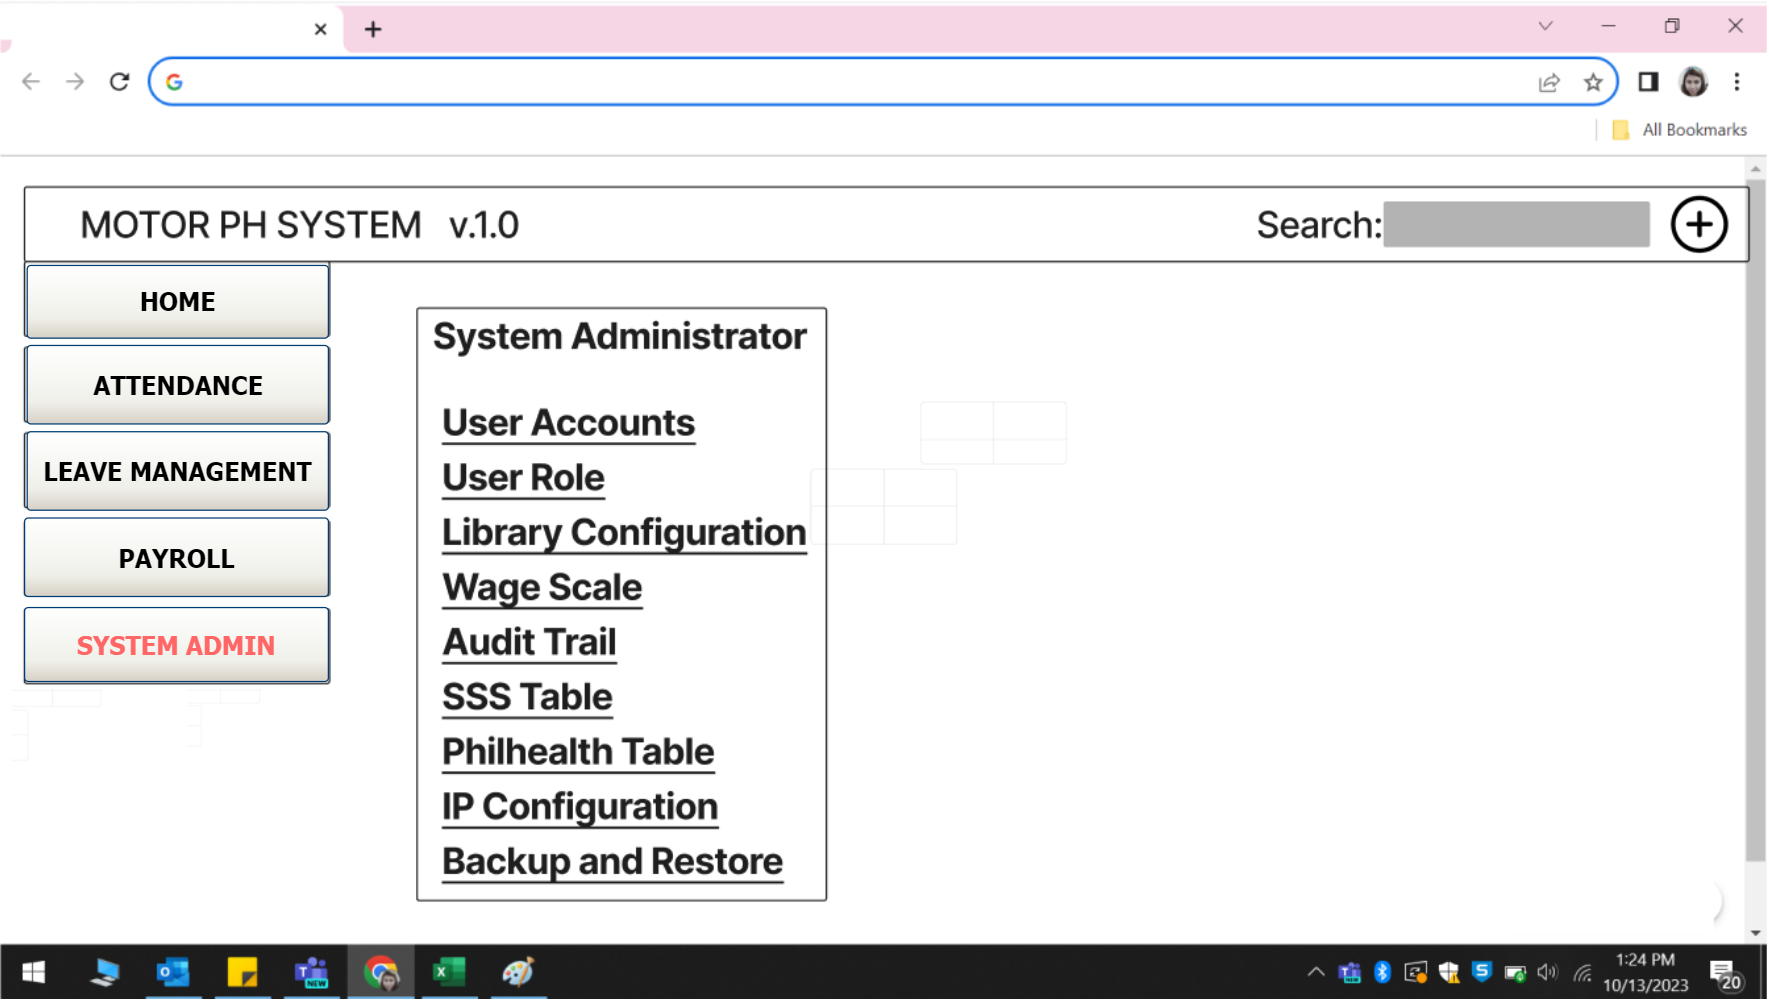 All Bookmarks
MOTOR PH SYSTEM v.1.0
Search:
HOME
ATTENDANCE
LEAVE MANAGEMENT
PAYROLL
SYSTEM ADMIN
System Administrator
User Accounts
User Role
Library Configuration
Wage Scale
Audit Trail
SSS Table
Philhealth Table
IP Configuration
Backup and Restore
NEW
1:24 PM
10/13/2023
20